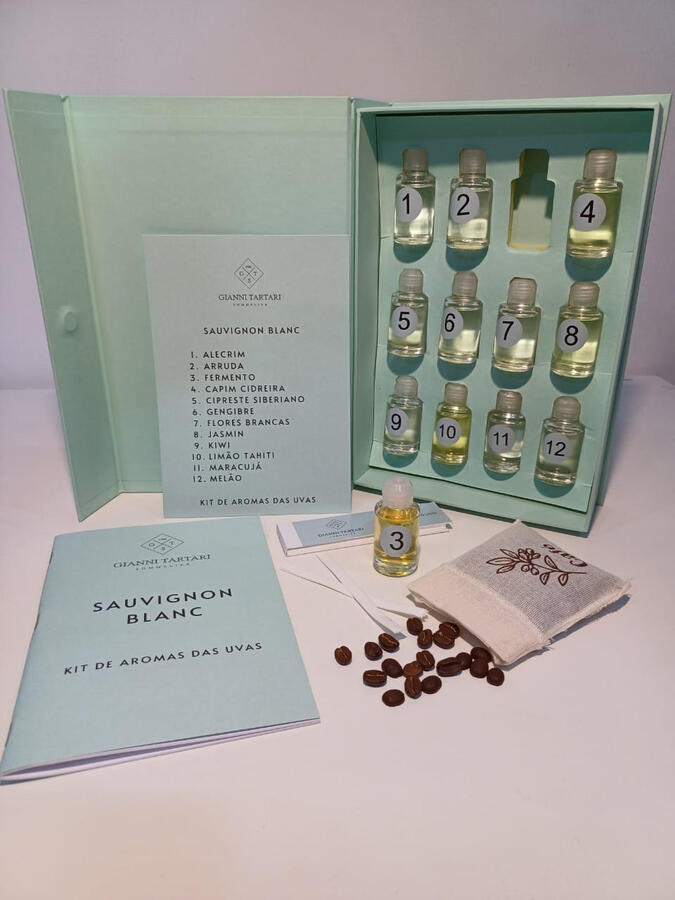 GIANNI TARTARI
SOMMELIER
SAUVIGNON BLANC
1. ALECRIM
2. ARRUDA
3. FERMENTO
4. CAPIM CIDREIRA
5. CIPRESTE SIBERIANO
6. GENGIBRE
7. FLORES BRANCAS
8. JASMIN
9. KIWI
10. LIMÃO TAHITI
11. MARACUJÁ
12. MELÃO
KIT DE AROMAS DAS UVAS
1
2
4
5
6
7
8
9
10
11
12
3
Café
GIANNI TARTARI
SOMMELIER
SAUVIGNON
BLANC
KIT DE AROMAS DAS UVAS